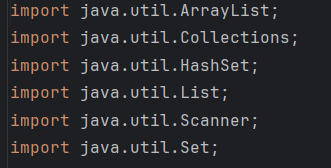 import java.util.ArrayList;
import java.util.Collections;
import java.util.HashSet;
import java.util.List;
import java.util.Scanner;
import java.util.Set;